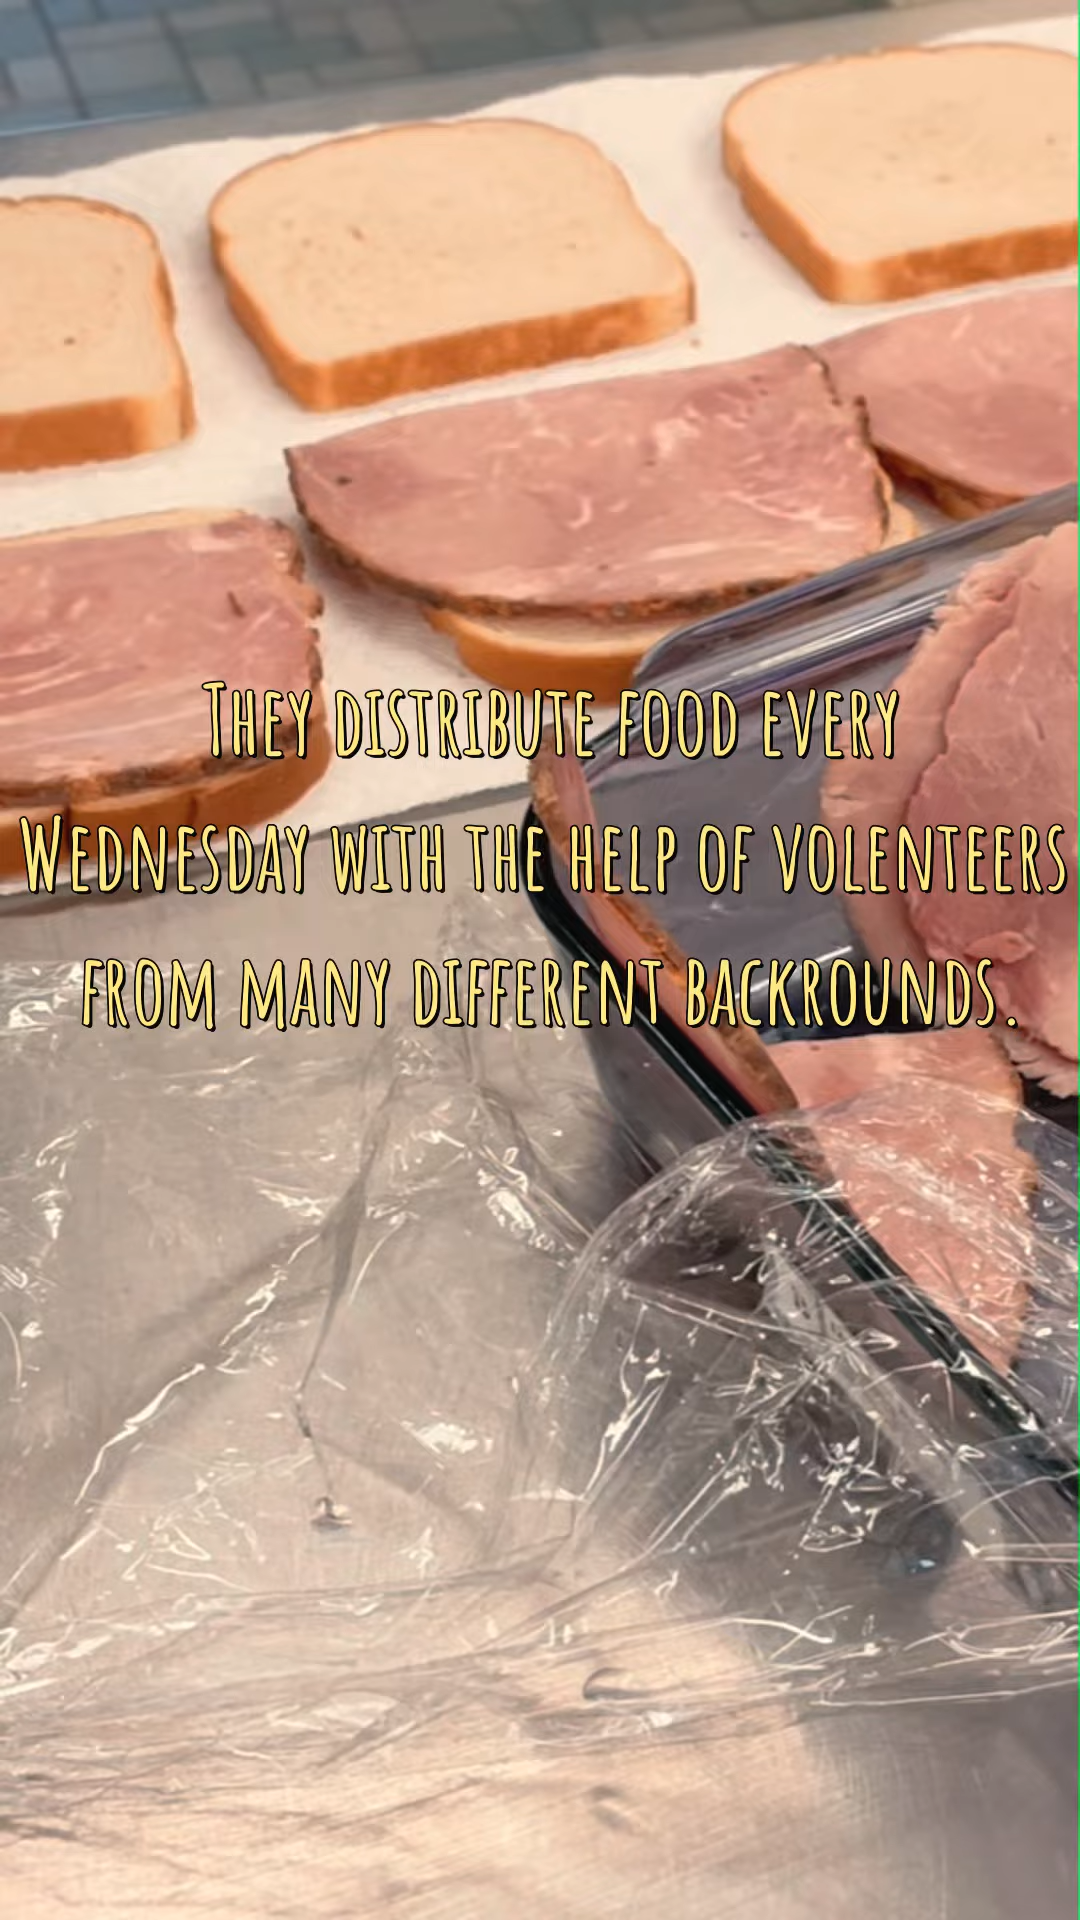 They distribute food every
Wednesday with the help of volenteers
from many different backrounds.